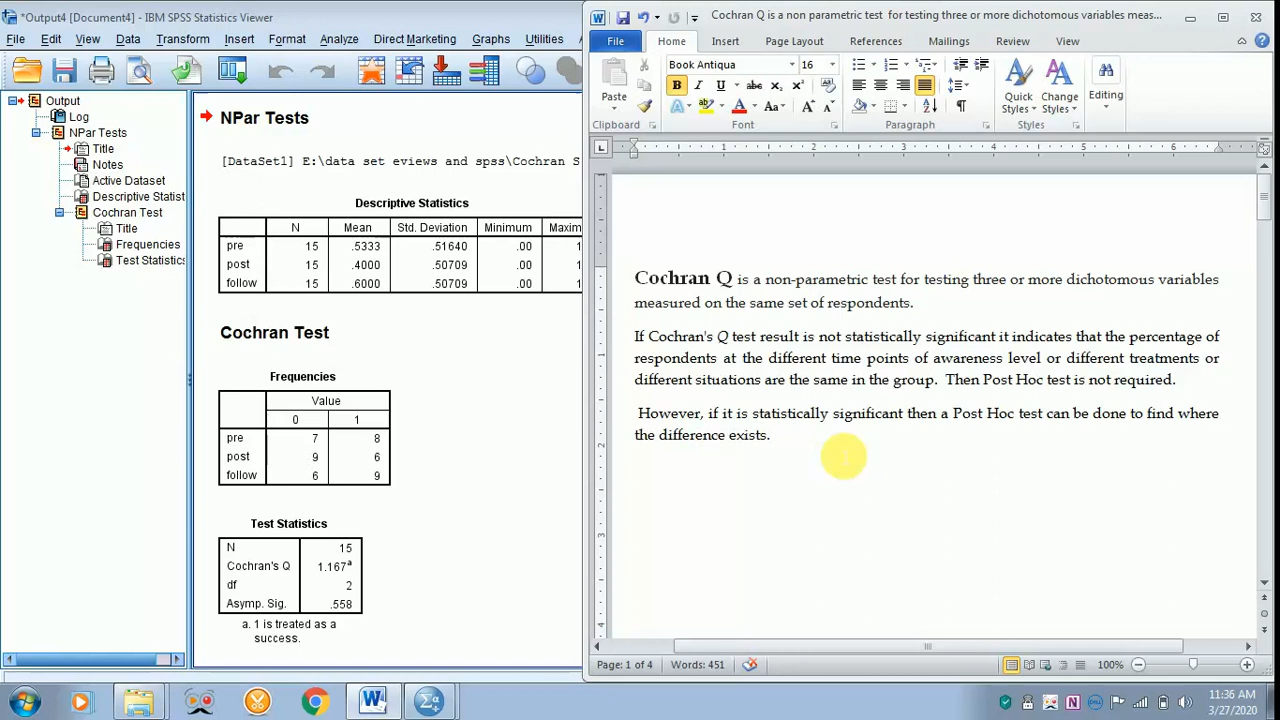 *Output4 [Document4] - IBM SPSS Statistics Viewer
File Edit View Data Transform Insert Format Analyze Direct Marketing Graphs Utilities
Output
Log
NPar Tests
Title
Notes
Active Dataset
Descriptive Statist
Cochran Test
Title
Frequencies
Test Statistics
NPar Tests
[DataSet1] E:\data set eviews and spss\Cochran S
Descriptive Statistics
N Mean Std. Deviation Minimum Maxim
pre 15 .5333 .51640 .00 1
post 15 .4000 .50709 .00 1
follow 15 .6000 .50709 .00 1
Cochran Test
Frequencies
Value
0 1
pre 7 8
post 9 6
follow 6 9
Test Statistics
N 15
Cochran's Q 1.167a
df 2
Asymp. Sig. .558
a. 1 is treated as a
success.
Cochran Q is a non parametric test for testing three or more dichotomous variables meas...
File Home Insert Page Layout References Mailings Review View
Book Antiqua 16
Paste
Quick Styles
Change Styles
Editing
Clipboard Font Paragraph Styles
1 2 3 4 5 6
Cochran Q is a non-parametric test for testing three or more dichotomous variables
measured on the same set of respondents.
If Cochran's Q test result is not statistically significant it indicates that the percentage of
respondents at the different time points of awareness level or different treatments or
different situations are the same in the group. Then Post Hoc test is not required.
However, if it is statistically significant then a Post Hoc test can be done to find where
the difference exists.
Page: 1 of 4 Words: 451 100%
11:36 AM
3/27/2020